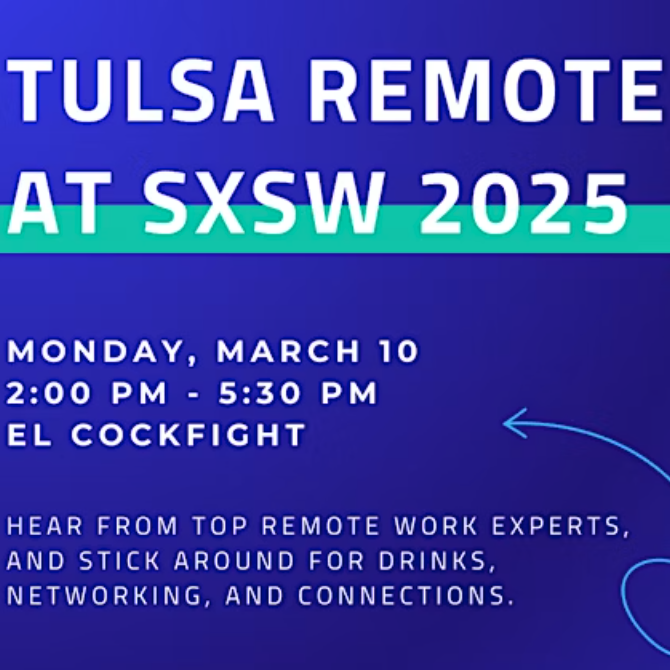 TULSA REMOTE
AT SXSW 2025
MONDAY, MARCH 10
2:00 PM - 5:30 PM
EL COCKFIGHT
HEAR FROM TOP REMOTE WORK EXPERTS,
AND STICK AROUND FOR DRINKS,
NETWORKING, AND CONNECTIONS.